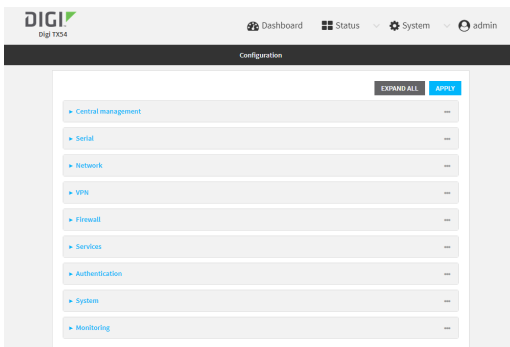 DIGI
Digi TX54
Dashboard Status System admin
Configuration
EXPAND ALL APPLY
Central management
Serial
Network
VPN
Firewall
Services
Authentication
System
Monitoring